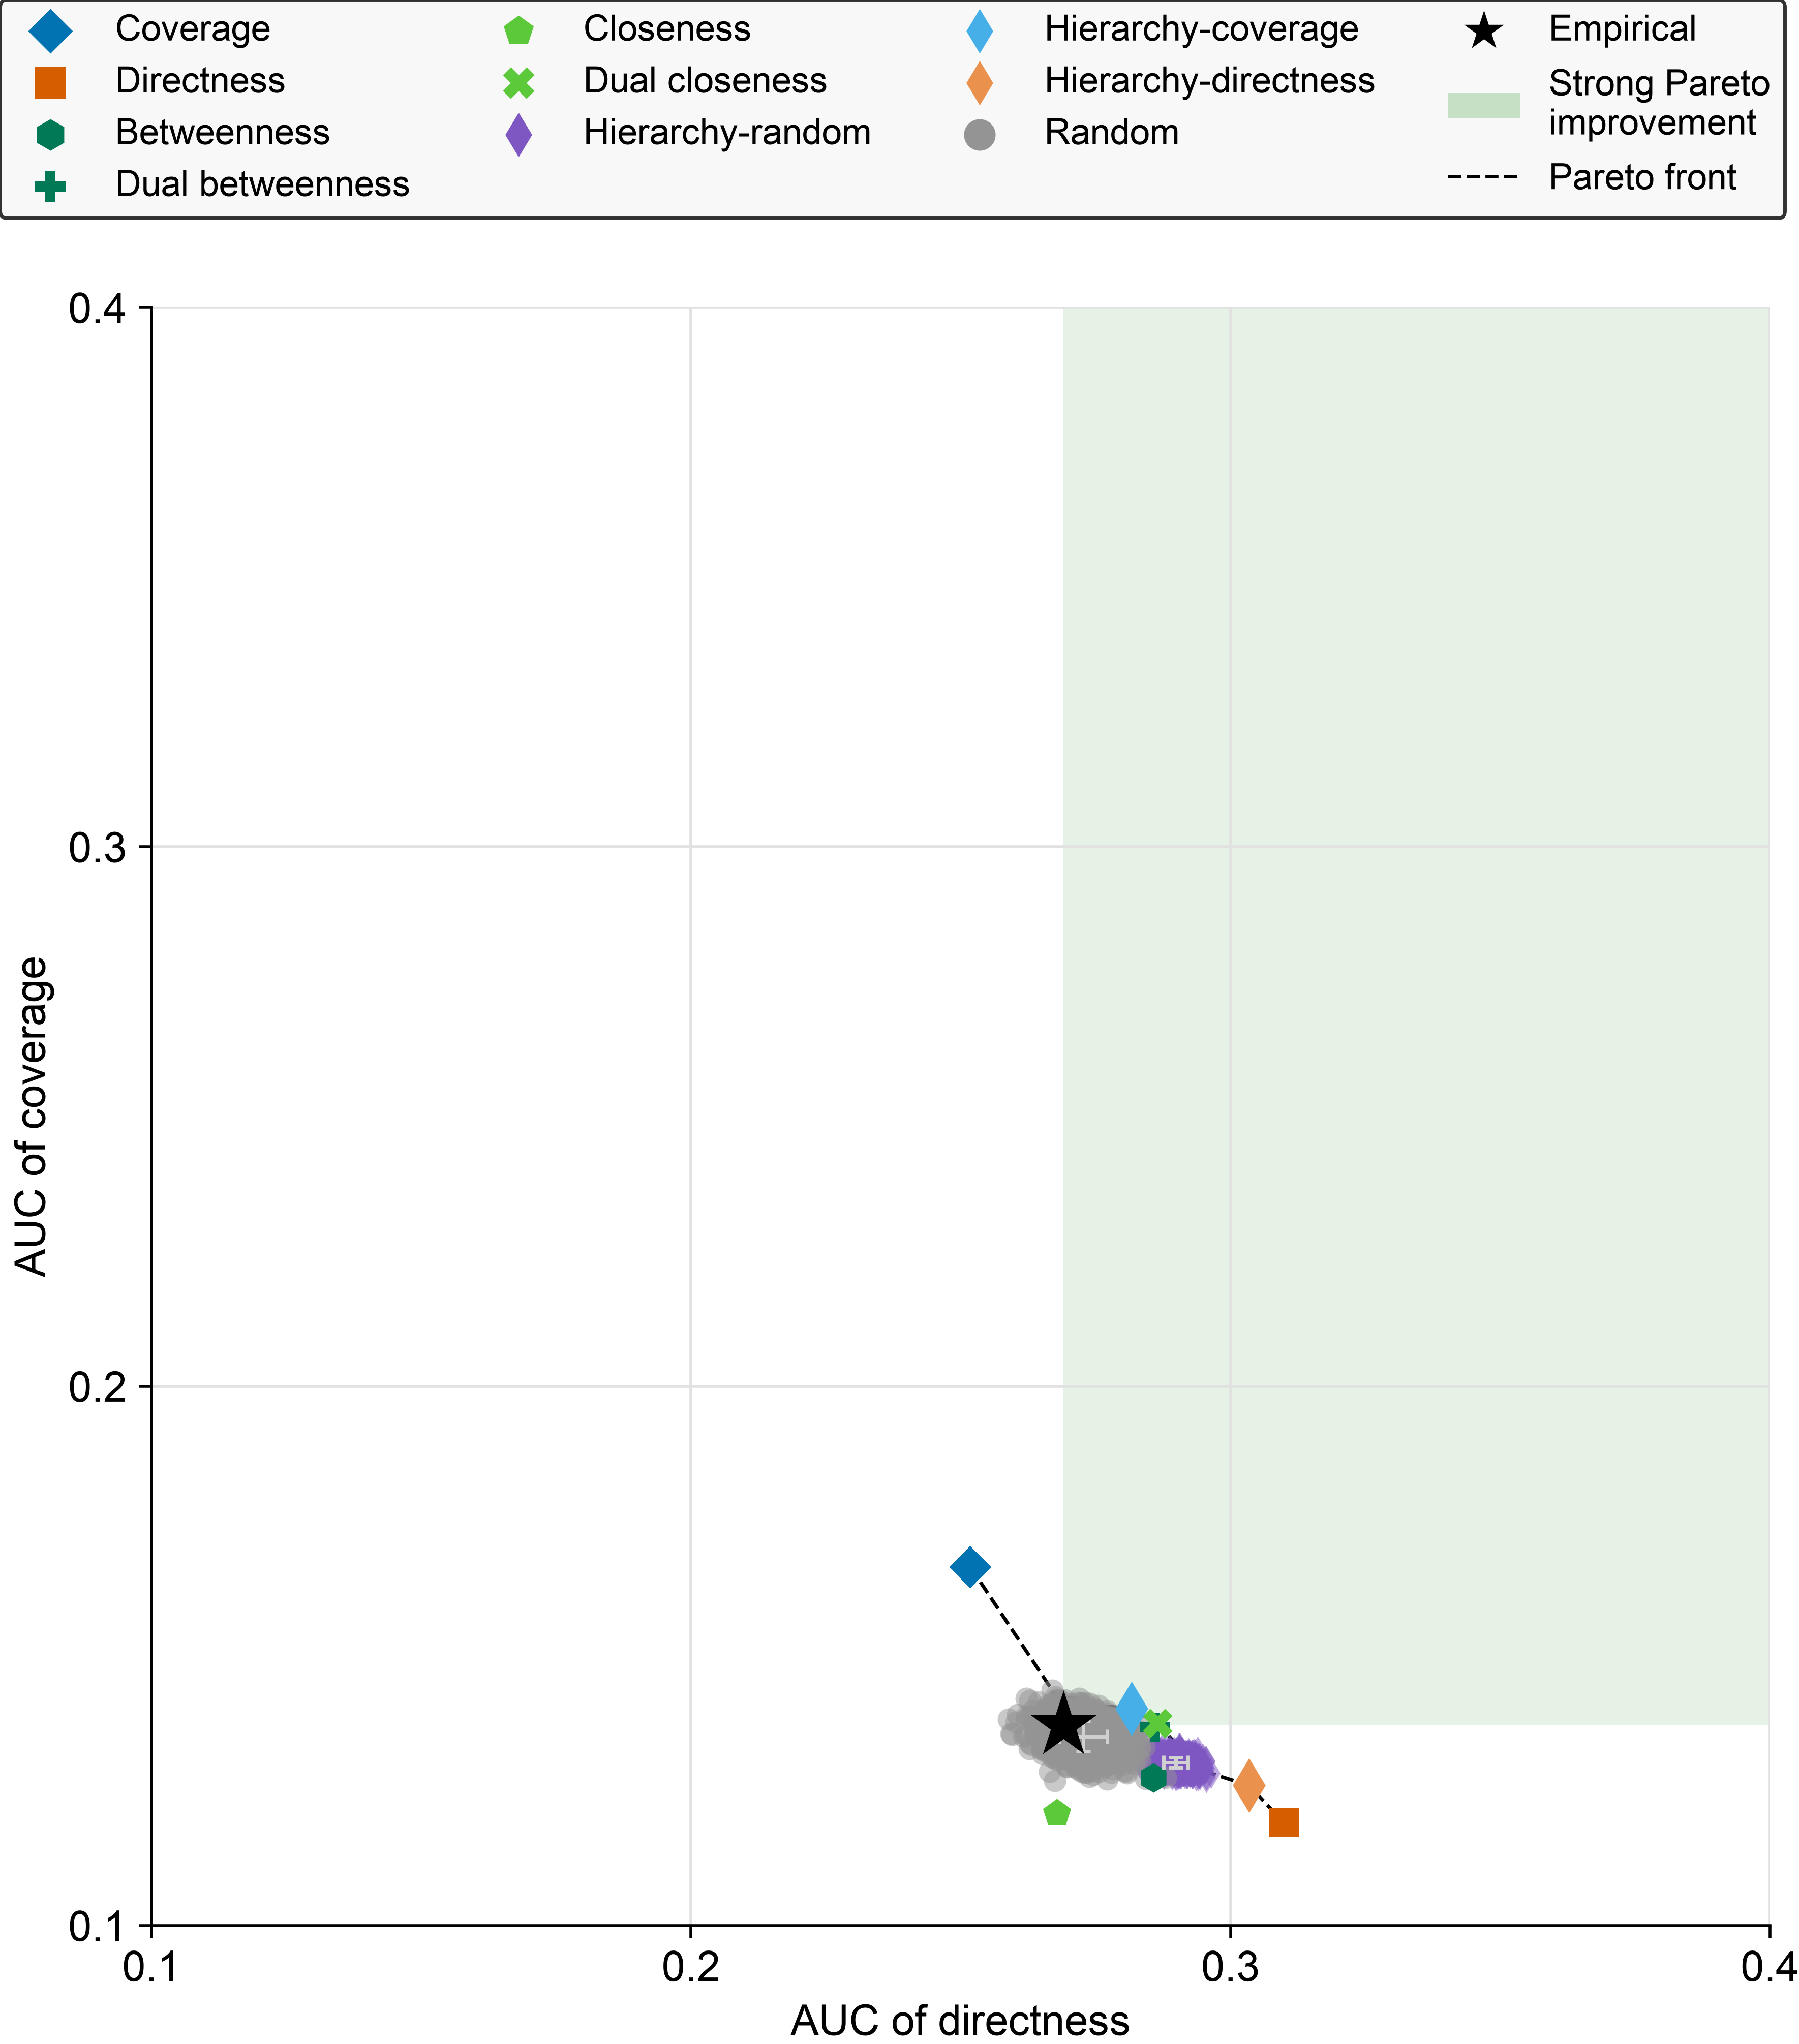 Coverage
Directness
Betweenness
Dual betweenness
Closeness
Dual closeness
Hierarchy-random
Hierarchy-coverage
Hierarchy-directness
Random
Empirical
Strong Pareto
improvement
Pareto front
0.4
0.3
0.2
0.1
AUC of coverage
0.1
0.2
0.3
0.4
AUC of directness